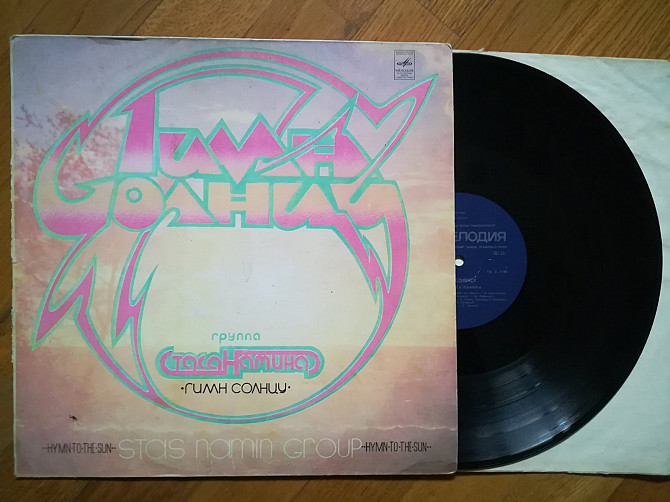 МЕЛОДИЯ
Гимн
Солнцу
группа
Стаса Намина
·гимн солнцу·
-HYMN-TO-THE-SUN- STAS NAMIN GROUP -HYMN-TO-THE-SUN-
ЕЛОДИЯ